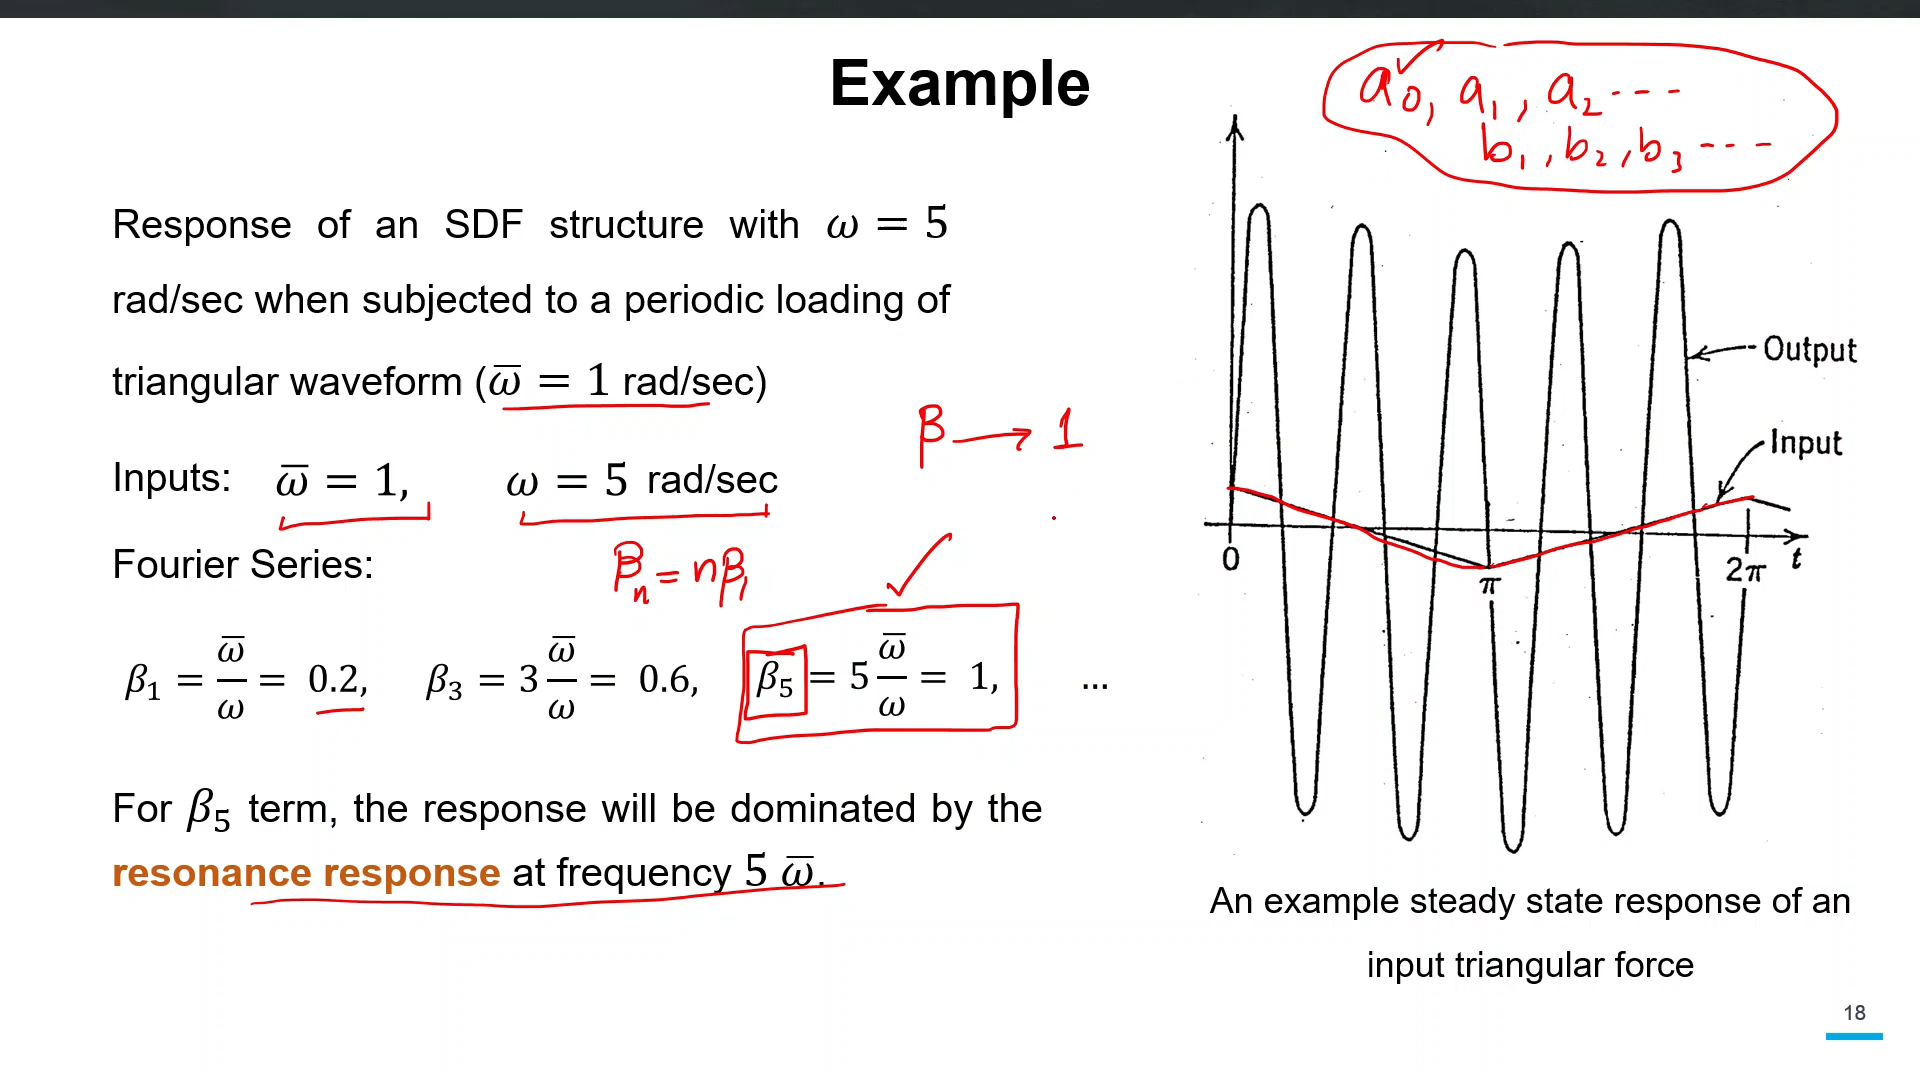 Example
a₀, a₁, a₂ ---
b₁, b₂, b₃ ---
Response of an SDF structure with ω = 5
rad/sec when subjected to a periodic loading of
triangular waveform (ω̅ = 1 rad/sec)
β → 1
Inputs: ω̅ = 1, ω = 5 rad/sec
Fourier Series:
βₙ = nβ₁
β₁ = ω̅/ω = 0.2, β₃ = 3 ω̅/ω = 0.6, β₅ = 5 ω̅/ω = 1, ...
For β₅ term, the response will be dominated by the
resonance response at frequency 5 ω̅.
Output
Input
0
π
2π
t
An example steady state response of an
input triangular force
18